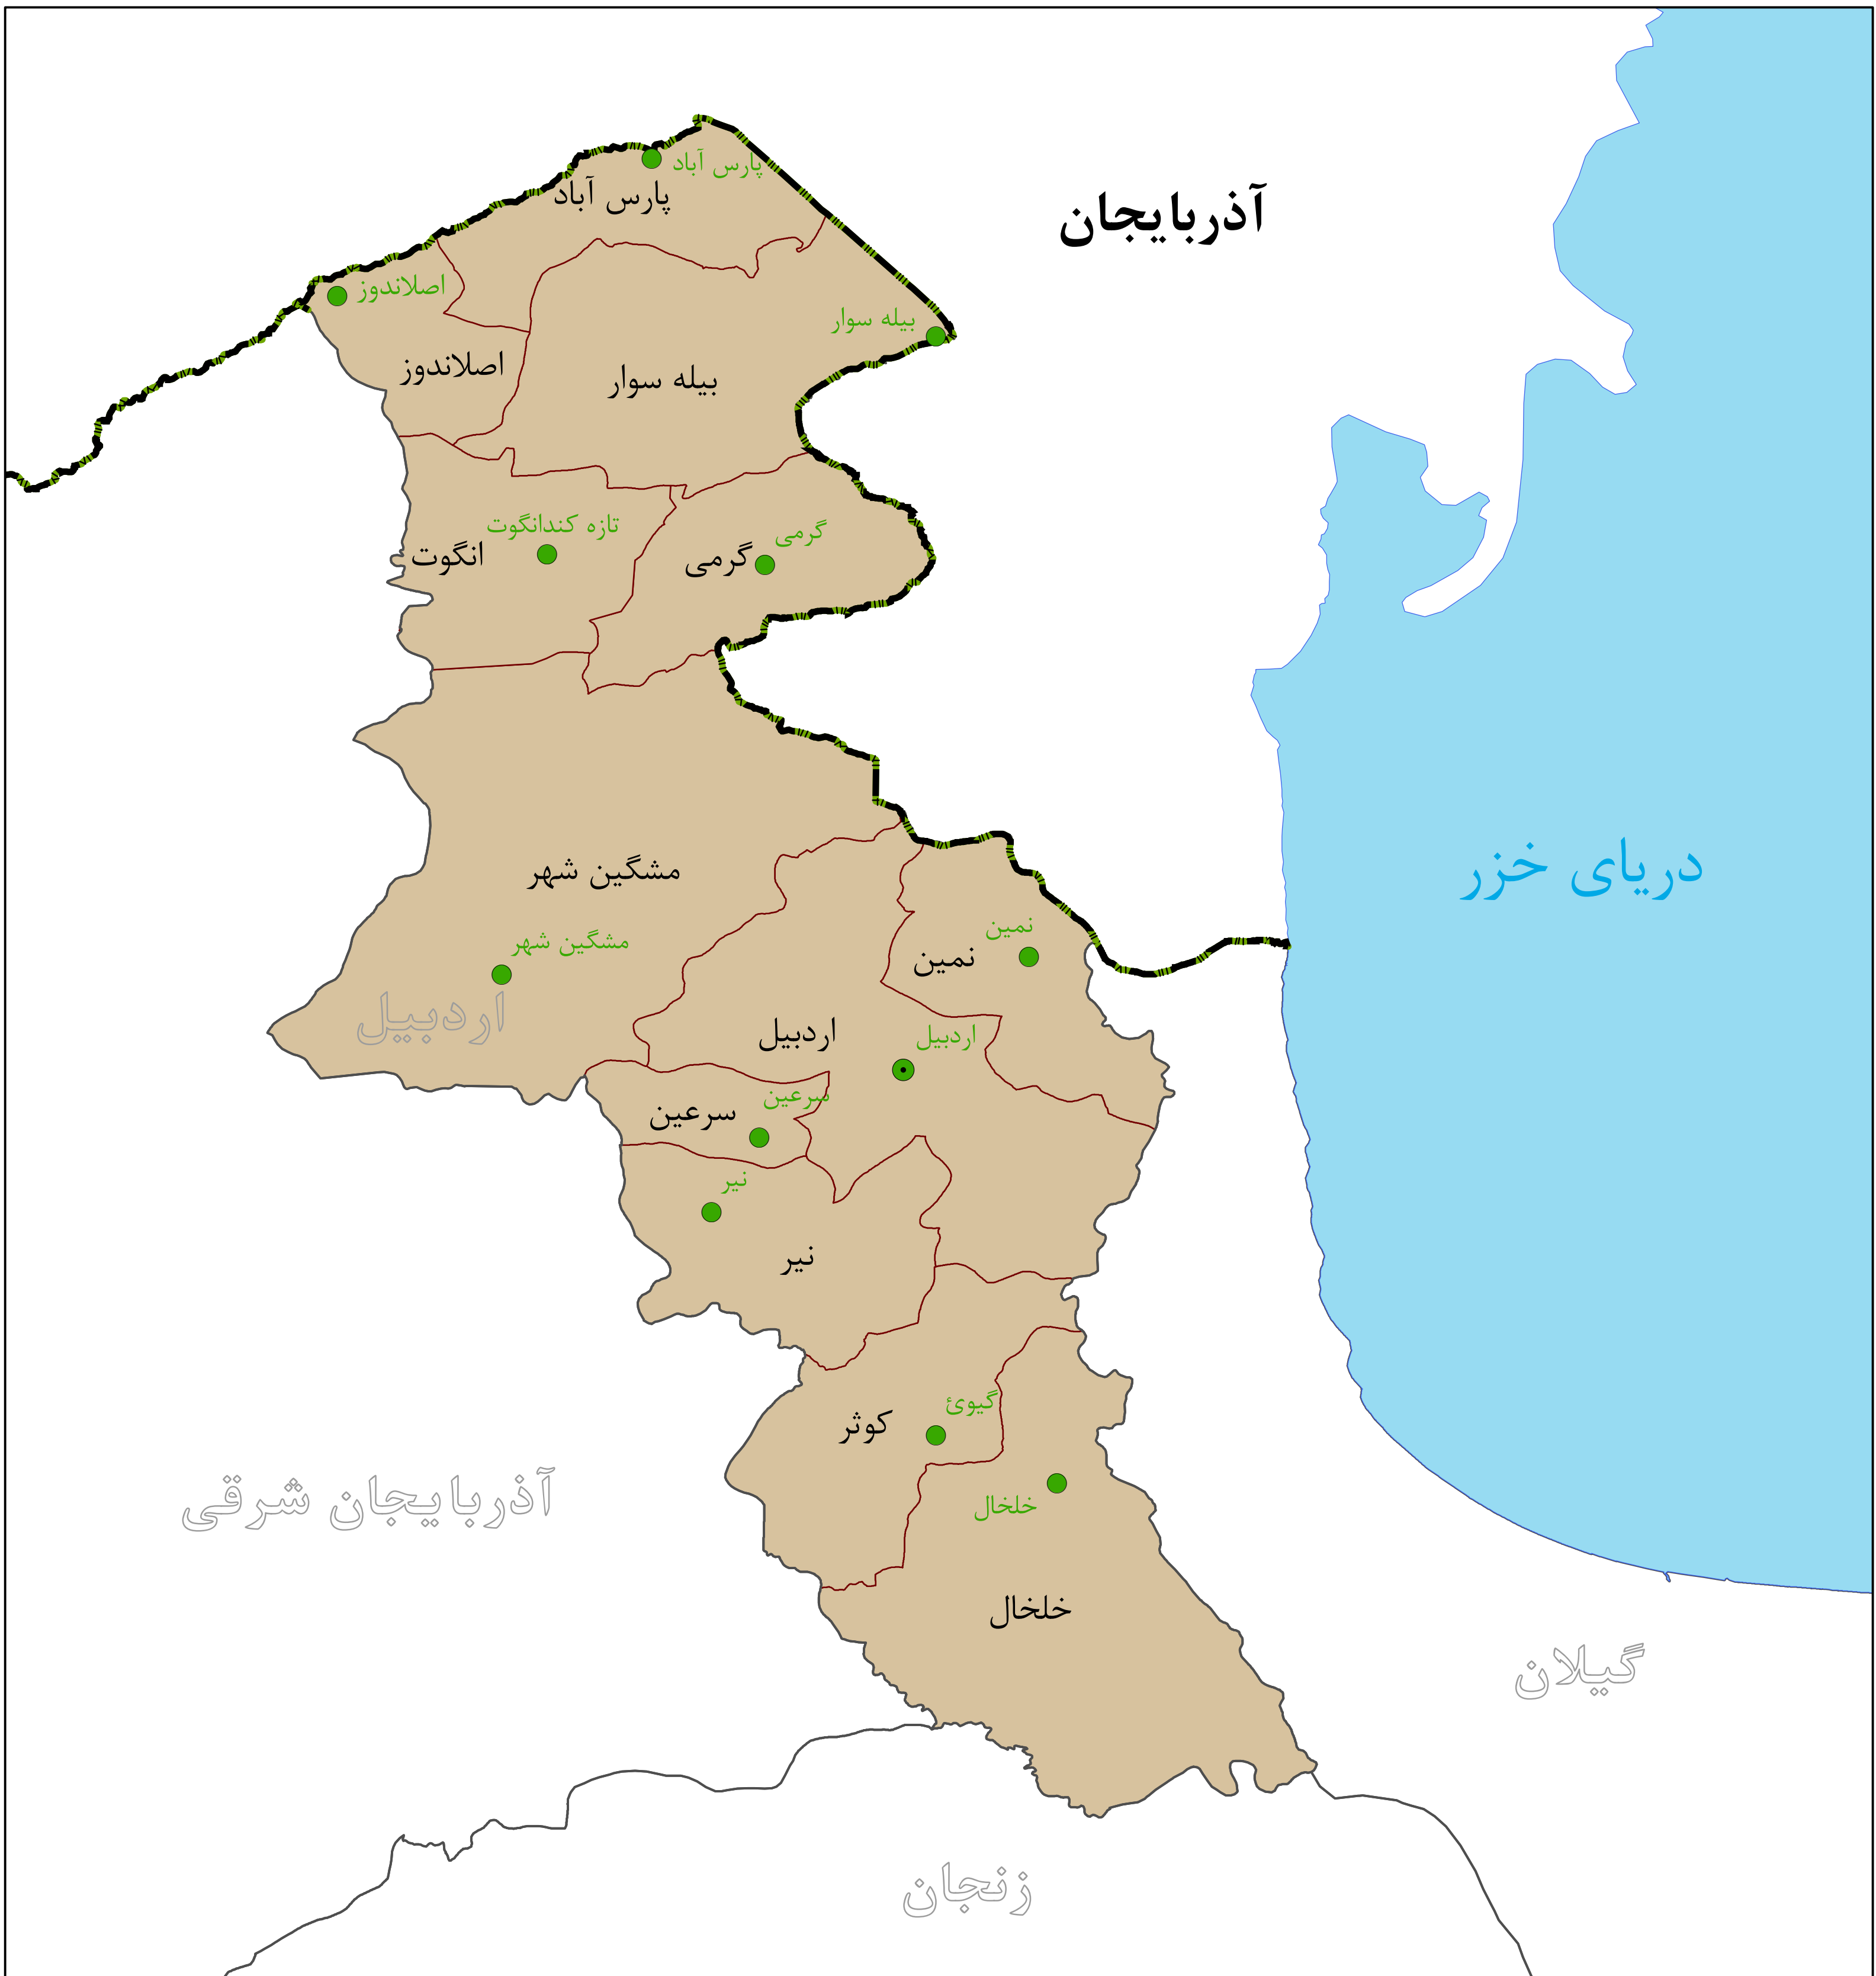 پارس آباد
پارس آباد
آذربایجان
اصلاندوز
بیله سوار
اصلاندوز
بیله سوار
تازه کندانگوت
گرمی
انگوت
گرمی
مشگین شهر
دریای خزر
نمین
مشگین شهر
نمین
اردبیل
اردبیل
اردبیل
سرعین
سرعین
نیر
نیر
گیوئ
کوثر
آذربایجان شرقی
خلخال
خلخال
گیلان
زنجان